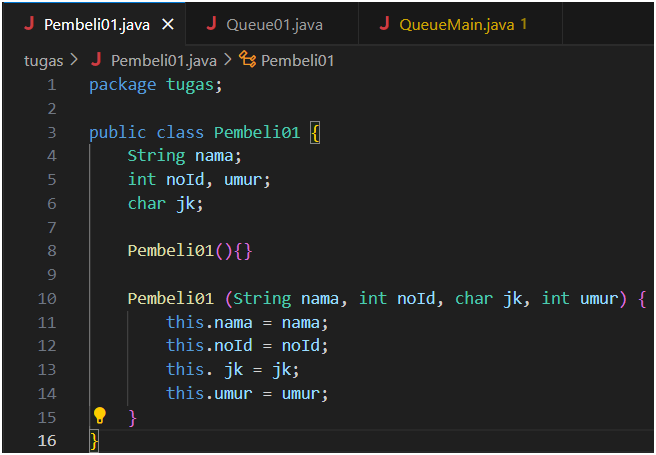 J Pembeli01.java × J Queue01.java J QueueMain.java 1
tugas > J Pembeli01.java > Pembeli01
1 package tugas;
2
3 public class Pembeli01 {
4 String nama;
5 int noId, umur;
6 char jk;
7
8 Pembeli01(){}
9
10 Pembeli01 (String nama, int noId, char jk, int umur) {
11 this.nama = nama;
12 this.noId = noId;
13 this. jk = jk;
14 this.umur = umur;
15 }
16 }